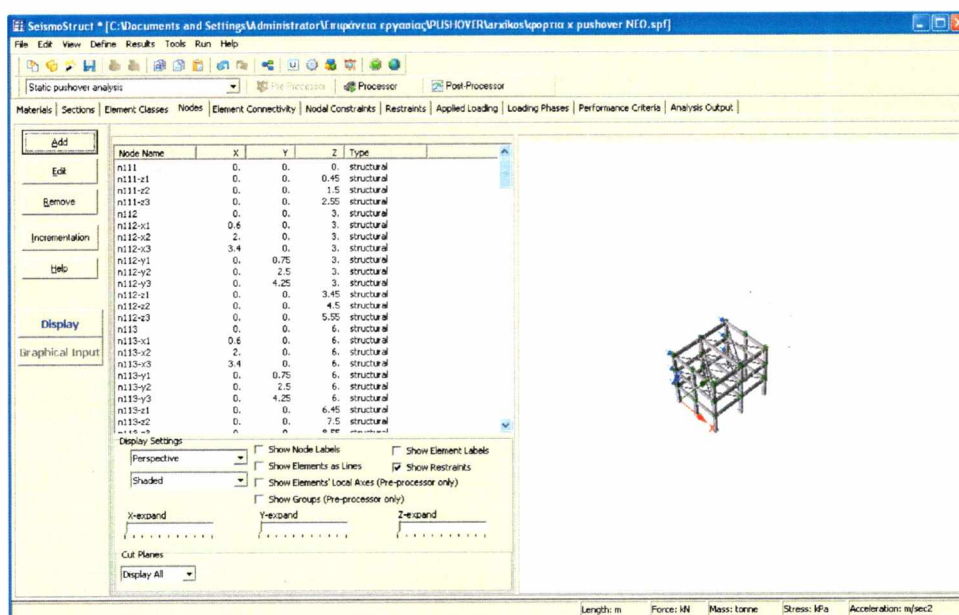 SeismoStruct * [C:\Documents and Settings\Administrator\Επιφάνεια εργασίας\PUSHOVER\arxikos\φορτια x pushover NEO.spf]
File Edit View Define Results Tools Run Help
Static pushover analysis Pre-Processor Processor Post-Processor
Materials Sections Element Classes Nodes Element Connectivity Nodal Constraints Restraints Applied Loading Loading Phases Performance Criteria Analysis Output
Add
Edit
Remove
Incrementation
Help
Display
Graphical Input
Node Name X Y Z Type
n111 0. 0. 0. structural
n111-z1 0. 0. 0.45 structural
n111-z2 0. 0. 1.5 structural
n111-z3 0. 0. 2.55 structural
n112 0. 0. 3. structural
n112-x1 0.6 0. 3. structural
n112-x2 2. 0. 3. structural
n112-x3 3.4 0. 3. structural
n112-y1 0. 0.75 3. structural
n112-y2 0. 2.5 3. structural
n112-y3 0. 4.25 3. structural
n112-z1 0. 0. 3.45 structural
n112-z2 0. 0. 4.5 structural
n112-z3 0. 0. 5.55 structural
n113 0. 0. 6. structural
n113-x1 0.6 0. 6. structural
n113-x2 2. 0. 6. structural
n113-x3 3.4 0. 6. structural
n113-y1 0. 0.75 6. structural
n113-y2 0. 2.5 6. structural
n113-y3 0. 4.25 6. structural
n113-z1 0. 0. 6.45 structural
n113-z2 0. 0. 7.5 structural
Display Settings
Perspective
Shaded
Show Node Labels
Show Element Labels
Show Elements as Lines
Show Restraints
Show Elements' Local Axes (Pre-processor only)
Show Groups (Pre-processor only)
X-expand Y-expand Z-expand
Cut Planes
Display All
X
Length: m Force: kN Mass: tonne Stress: kPa Acceleration: m/sec2